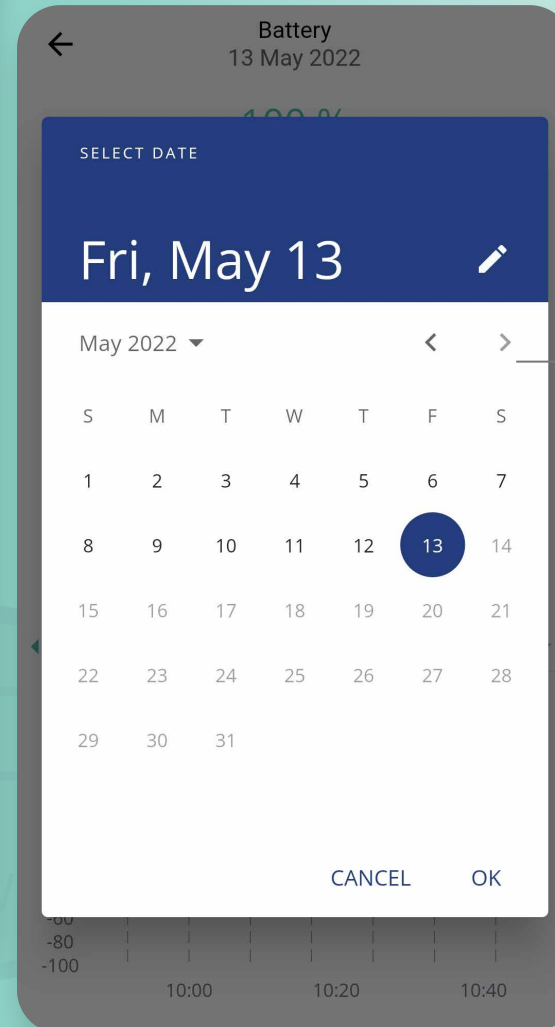 Battery
13 May 2022
100 %
SELECT DATE
Fri, May 13
May 2022
S M T W T F S
1 2 3 4 5 6 7
8 9 10 11 12 13 14
15 16 17 18 19 20 21
22 23 24 25 26 27 28
29 30 31
CANCEL OK
-60
-80
-100
10:00 10:20 10:40